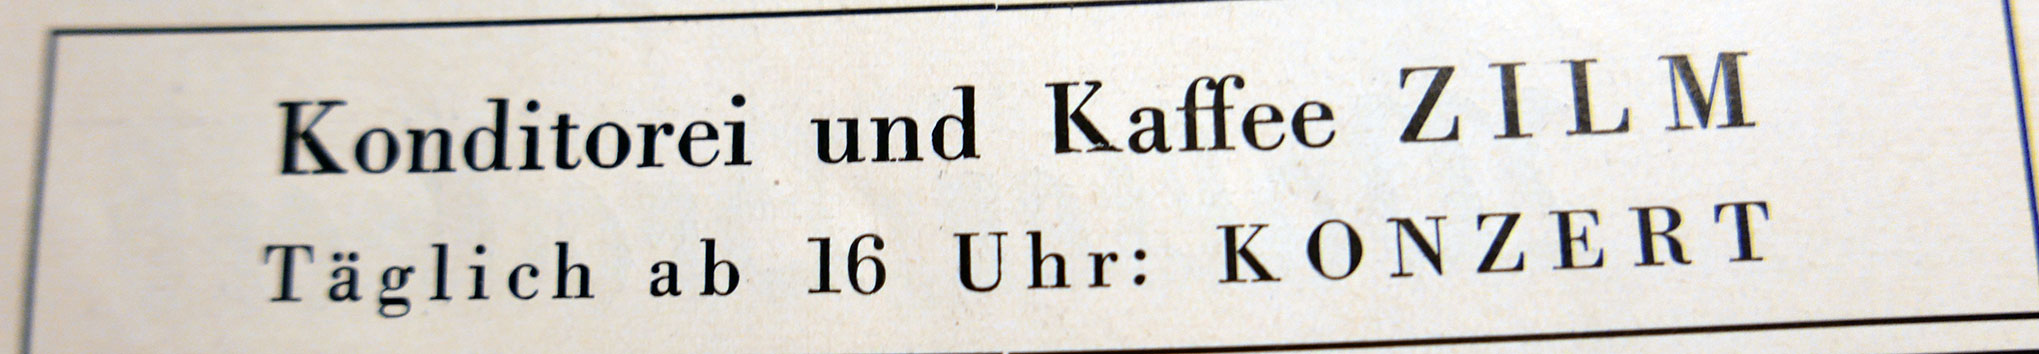 Konditorei und Kaffee ZILM
Täglich ab 16 Uhr: KONZERT